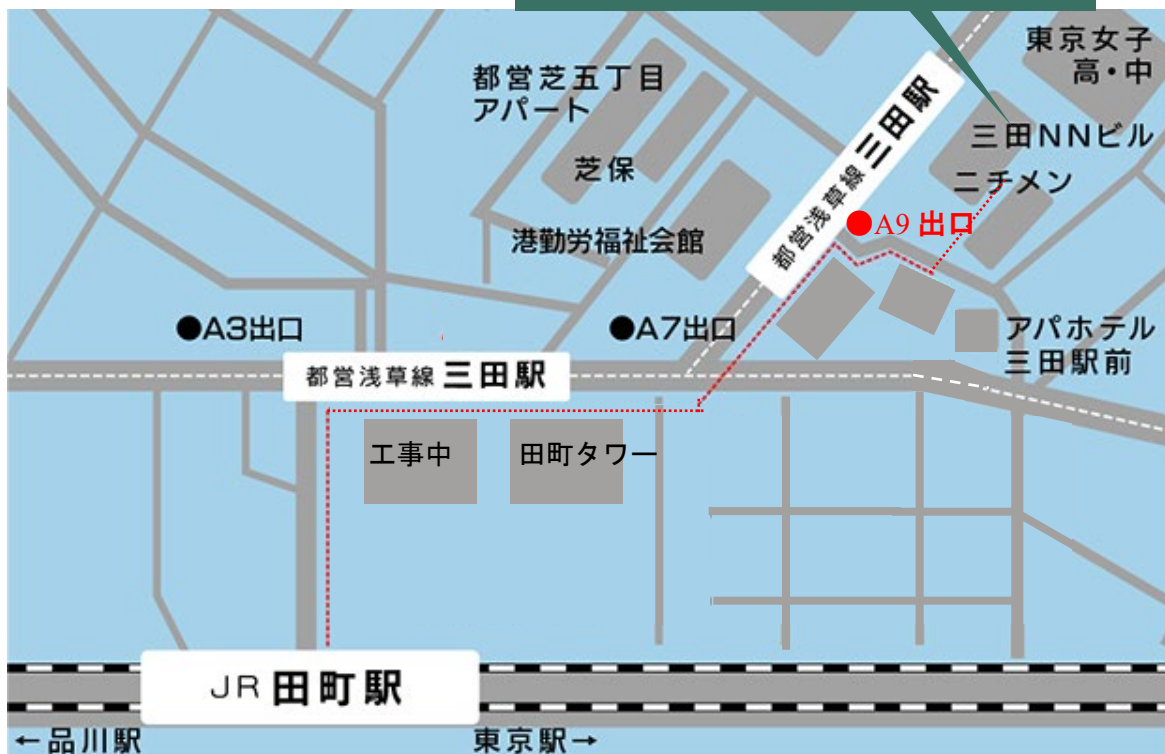 東京女子
高・中
都営芝五丁目
アパート
都営浅草線 三田駅
三田NNビル
芝保
ニチメン
●A9 出口
港勤労福祉会館
●A3出口
●A7出口
アパホテル
三田駅前
都営浅草線 三田駅
工事中
田町タワー
JR 田町駅
←品川駅
東京駅→